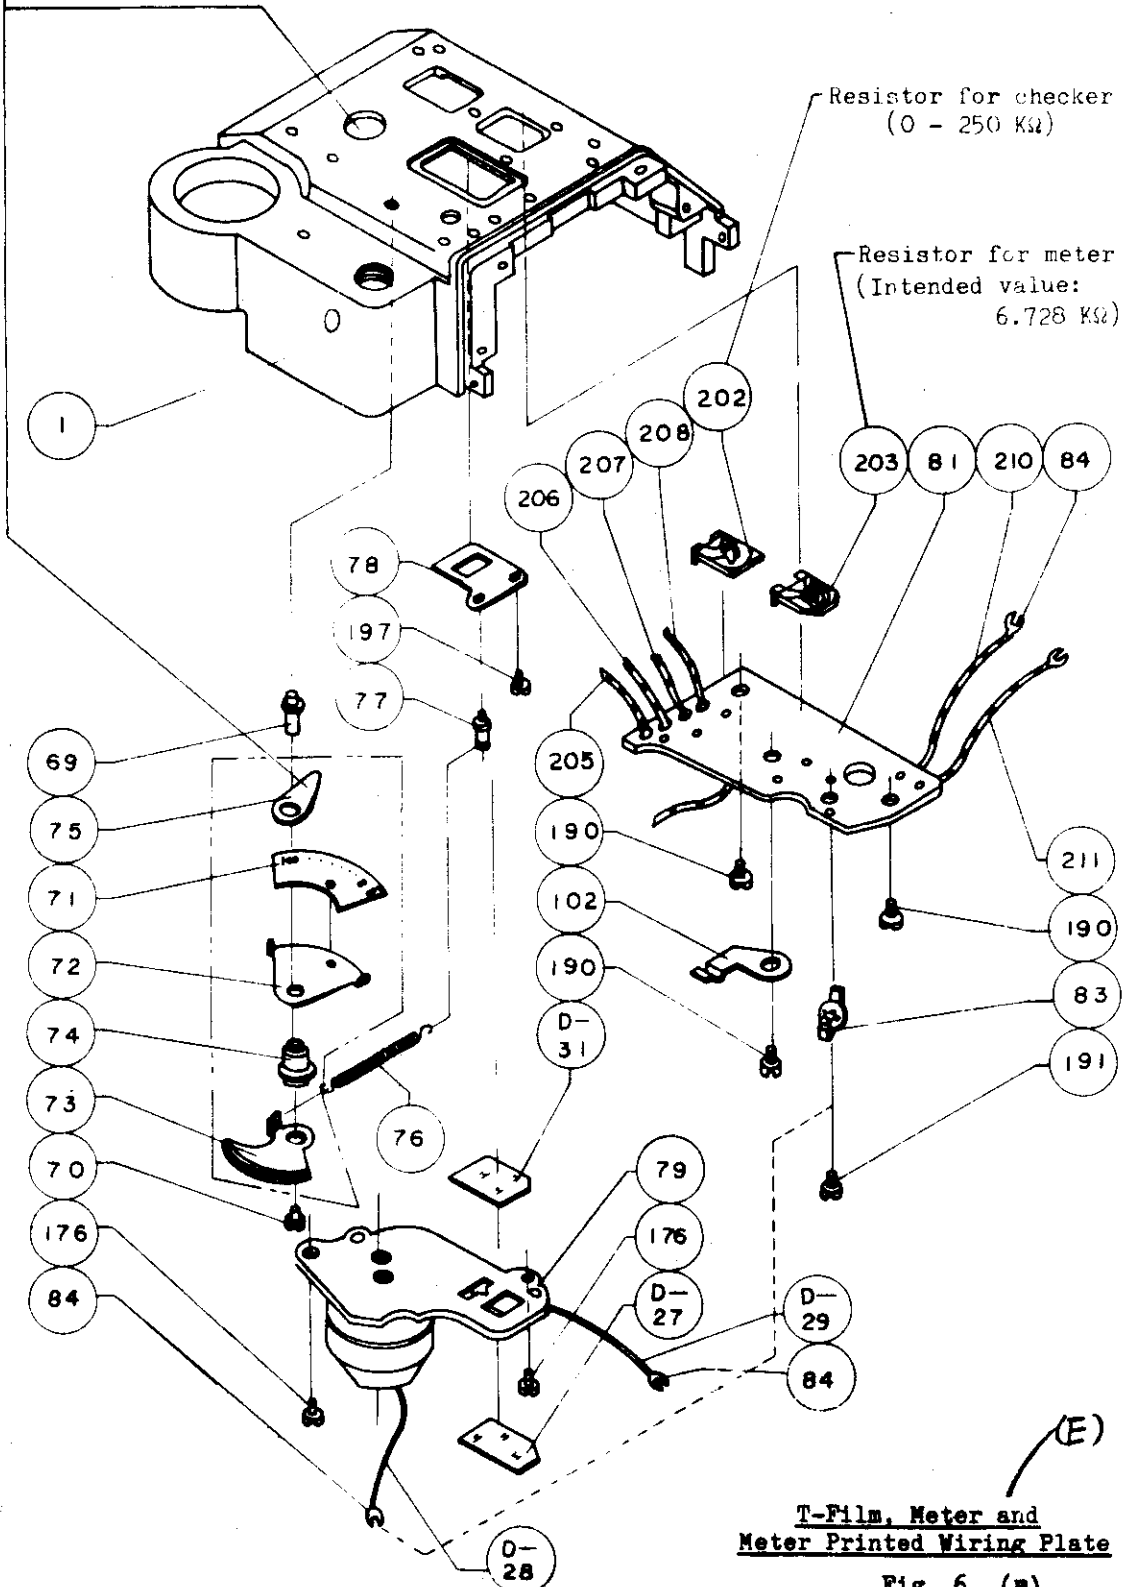 Resistor for checker
(0 - 250 KΩ)
Resistor for meter
(Intended value:
6.728 KΩ)
1
202
208
207
206
203
81
210
84
78
197
77
69
75
71
72
74
73
70
176
84
205
190
102
190
D-
31
76
79
176
D-
27
D-
29
84
D-
28
211
190
83
191
(E)
T-Film, Meter and
Meter Printed Wiring Plate
Fig. 6 (m)